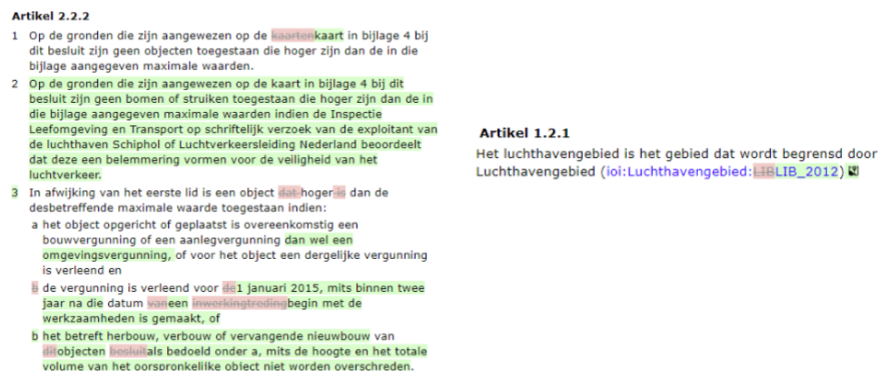 Artikel 2.2.2
1 Op de gronden die zijn aangewezen op de kaartenkaart in bijlage 4 bij
dit besluit zijn geen objecten toegestaan die hoger zijn dan de in die
bijlage aangegeven maximale waarden.
2 Op de gronden die zijn aangewezen op de kaart in bijlage 4 bij dit
besluit zijn geen bomen of struiken toegestaan die hoger zijn dan de in
die bijlage aangegeven maximale waarden indien de Inspectie
Leefomgeving en Transport op schriftelijk verzoek van de exploitant van
de luchthaven Schiphol of Luchtverkeersleiding Nederland beoordeelt
dat deze een belemmering vormen voor de veiligheid van het
luchtverkeer.
3 In afwijking van het eerste lid is een object dat hoger is dan de
desbetreffende maximale waarde toegestaan indien:
a het object opgericht of geplaatst is overeenkomstig een
bouwvergunning of een aanlegvergunning dan wel een
omgevingsvergunning, of voor het object een dergelijke vergunning
is verleend en
b de vergunning is verleend voor de1 januari 2015, mits binnen twee
jaar na die datum vaneen inwerkingtredingbegin met de
werkzaamheden is gemaakt, of
b het betreft herbouw, verbouw of vervangende nieuwbouw van
ditobjecten besluitals bedoeld onder a, mits de hoogte en het totale
volume van het oorspronkelijke object niet worden overschreden.
Artikel 1.2.1
Het luchthavengebied is het gebied dat wordt begrensd door
Luchthavengebied (ioi:Luchthavengebied:LIBLIB_2012)